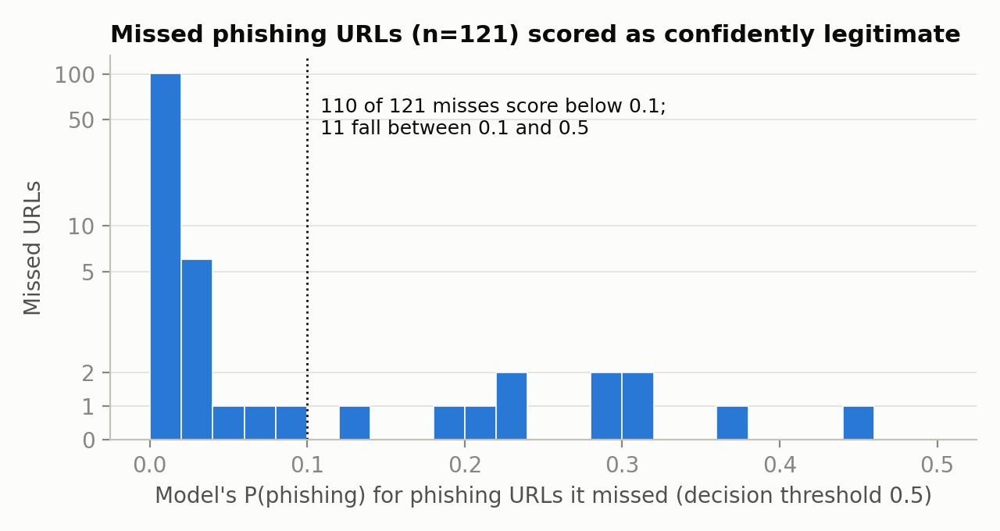 Missed phishing URLs (n=121) scored as confidently legitimate
100
50
10
5
2
1
0
Missed URLs
110 of 121 misses score below 0.1;
11 fall between 0.1 and 0.5
0.0 0.1 0.2 0.3 0.4 0.5
Model's P(phishing) for phishing URLs it missed (decision threshold 0.5)